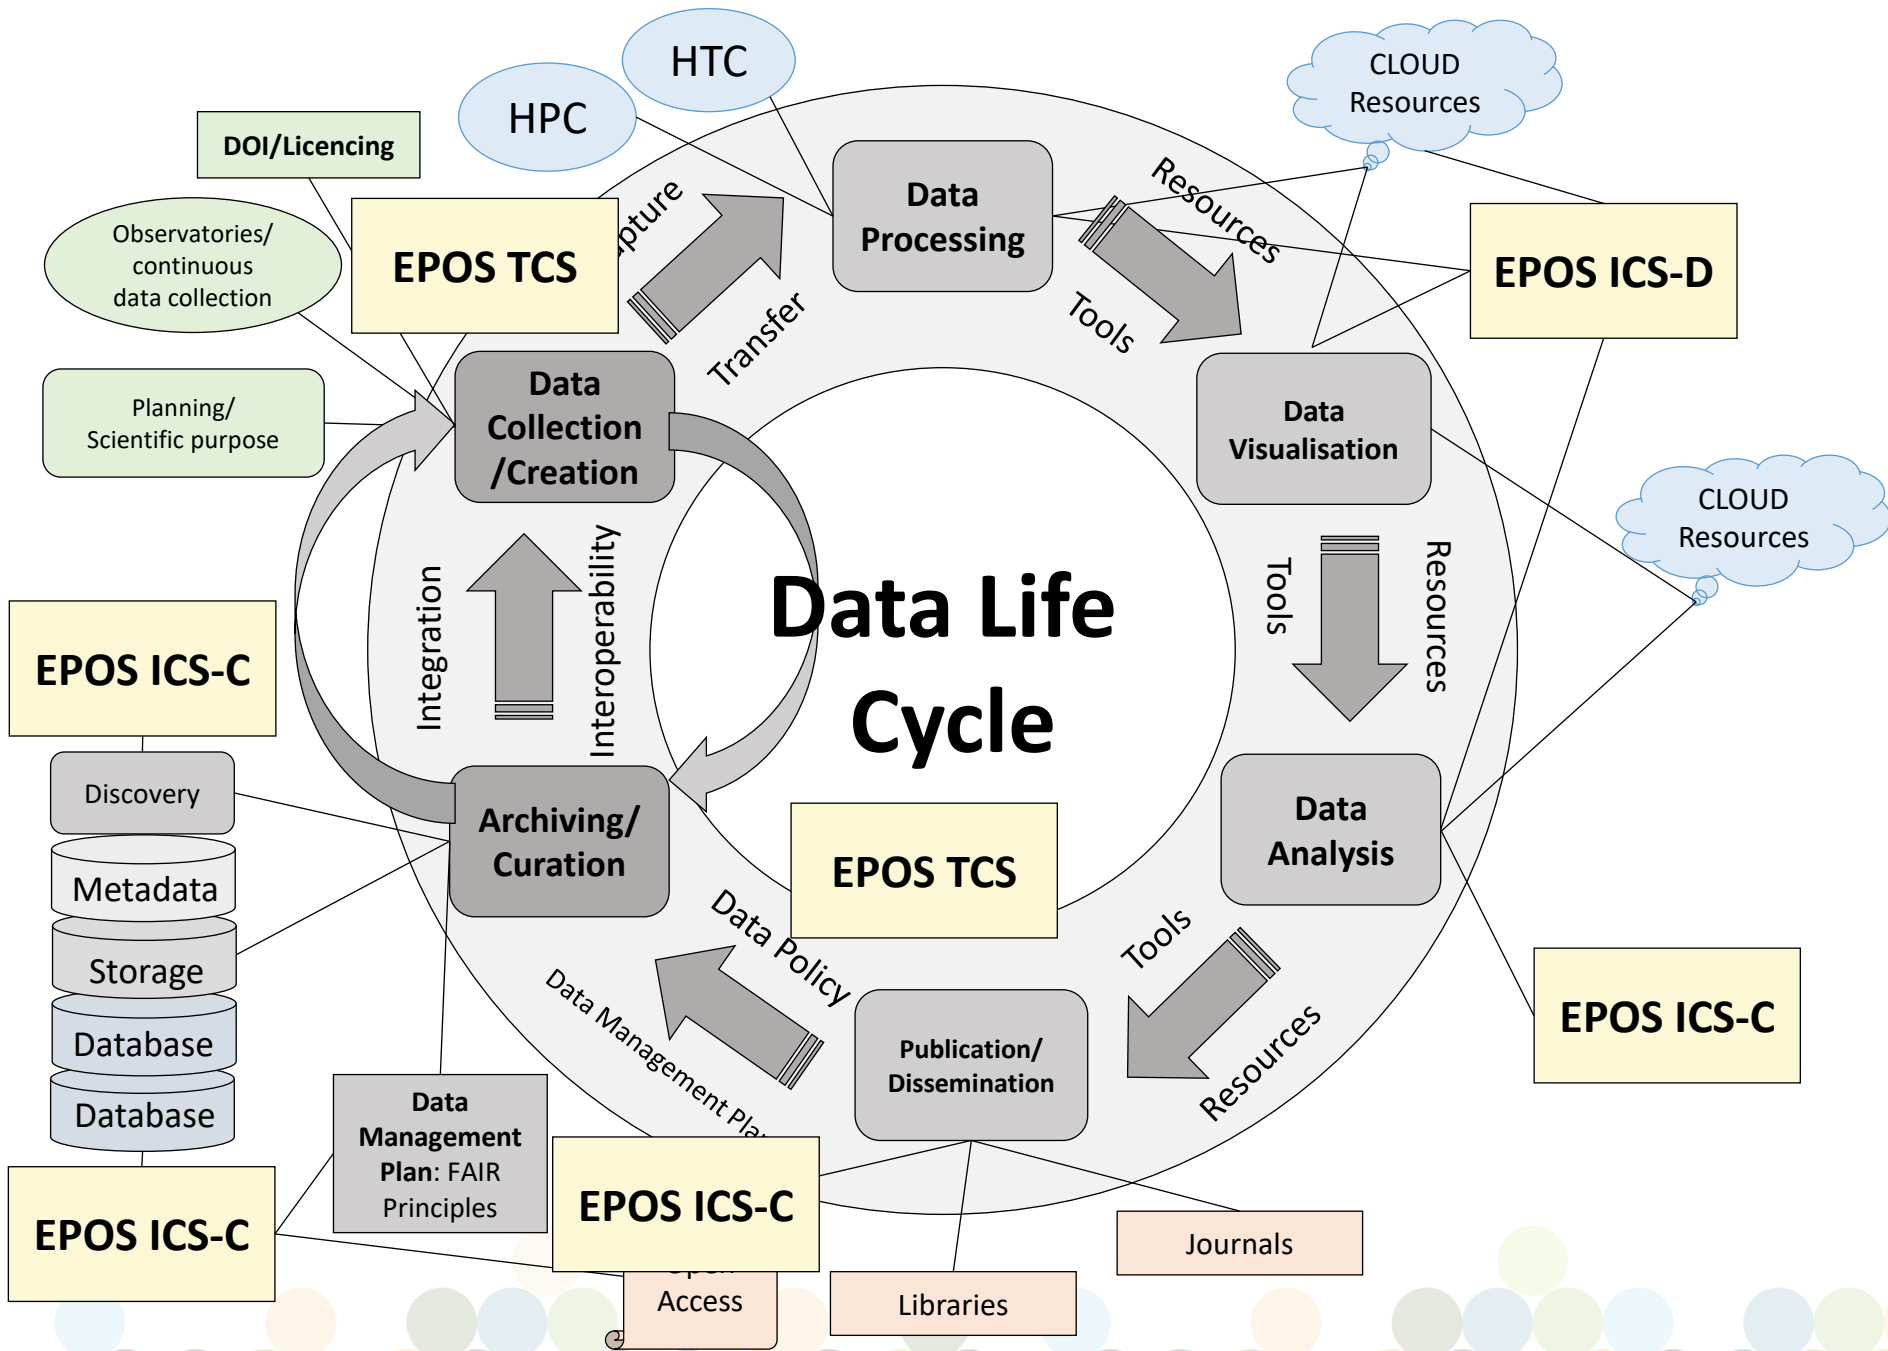 HTC
HPC
CLOUD
Resources
DOI/Licencing
Data
Processing
Resources
Tools
Observatories/
continuous
data collection
EPOS TCS
Transfer
EPOS ICS-D
Planning/
Scientific purpose
Data
Collection
/Creation
Data
Visualisation
CLOUD
Resources
Integration
Interoperability
Data Life
Cycle
Tools
Resources
EPOS ICS-C
Discovery
Metadata
Storage
Database
Database
Archiving/
Curation
EPOS TCS
Data
Analysis
Data Policy
Data Management Plan
Tools
Resources
Publication/
Dissemination
EPOS ICS-C
Data
Management
Plan: FAIR
Principles
EPOS ICS-C
EPOS ICS-C
Open
Access
Libraries
Journals